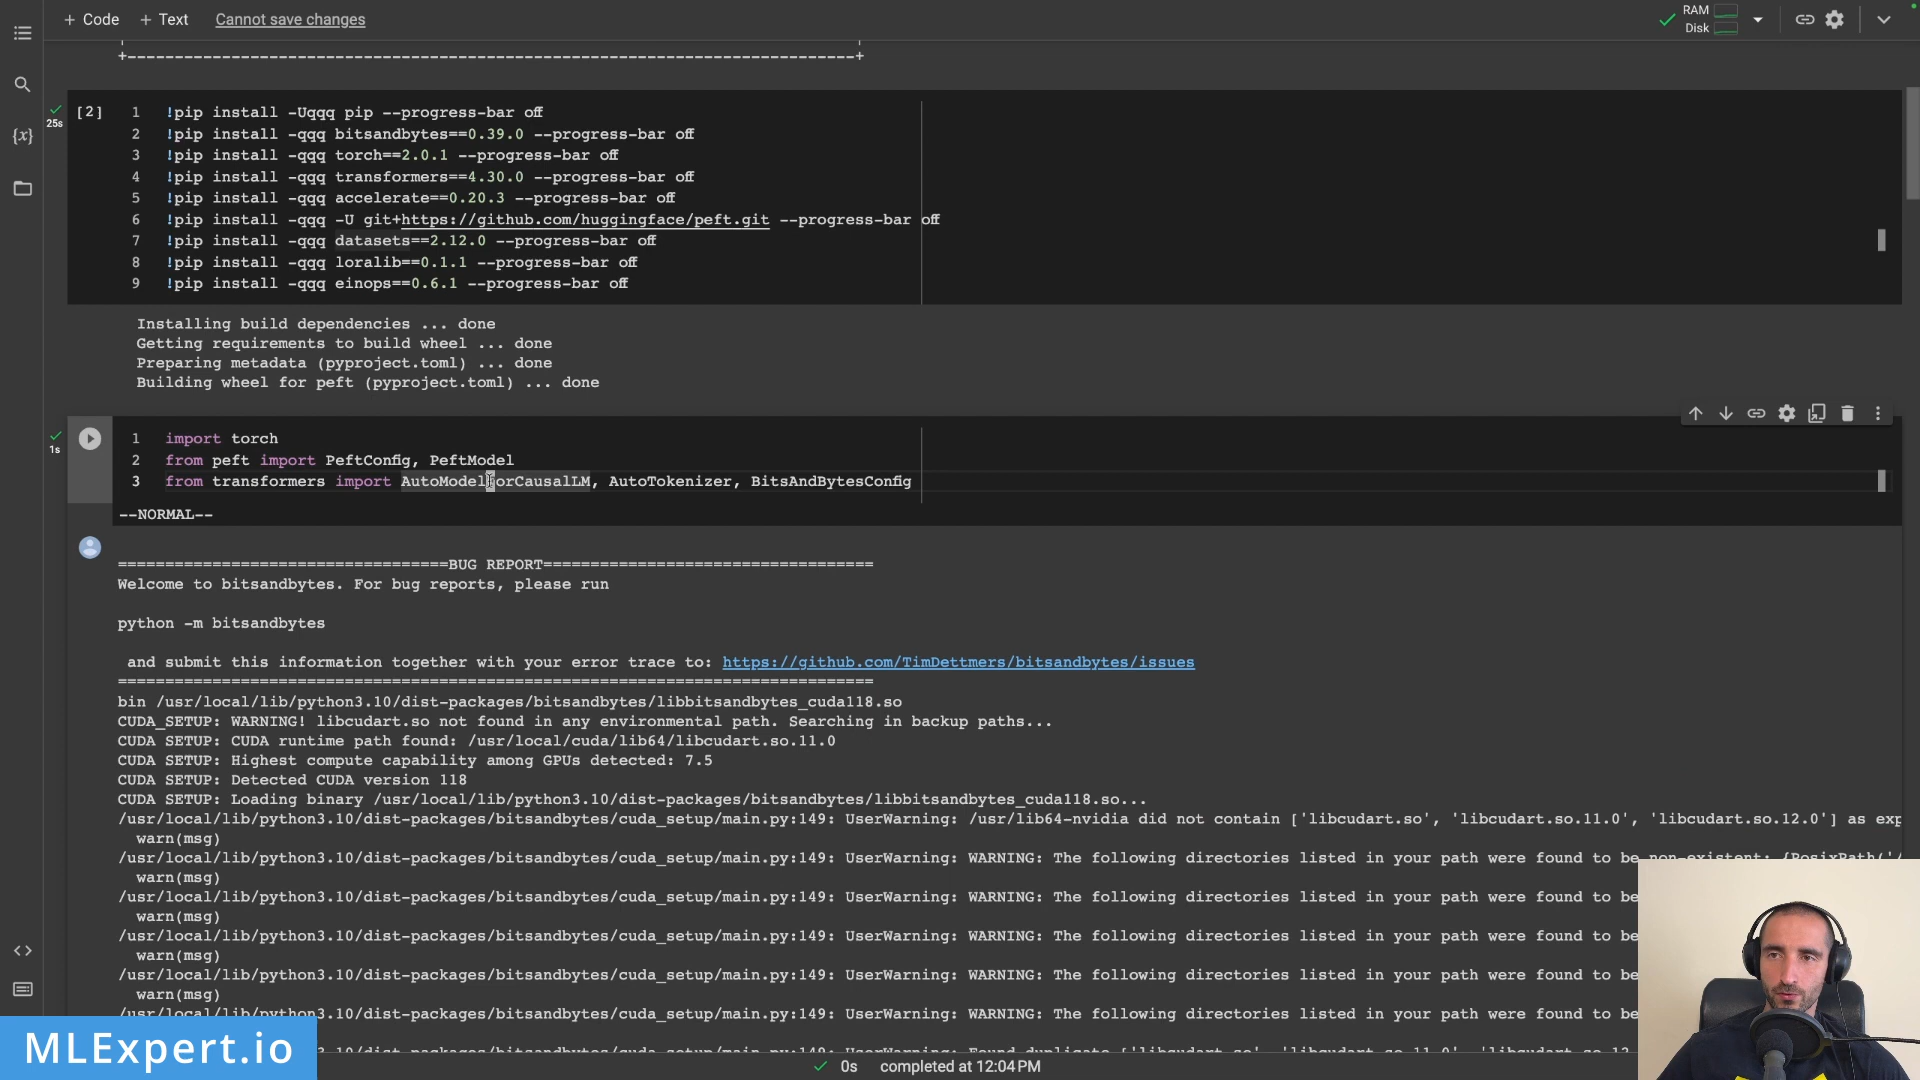 + Code + Text Cannot save changes
RAM
Disk
+-----------------------------------------------------------------------------+
[2]
25s
1 !pip install -Uqqq pip --progress-bar off
2 !pip install -qqq bitsandbytes==0.39.0 --progress-bar off
3 !pip install -qqq torch==2.0.1 --progress-bar off
4 !pip install -qqq transformers==4.30.0 --progress-bar off
5 !pip install -qqq accelerate==0.20.3 --progress-bar off
6 !pip install -qqq -U git+https://github.com/huggingface/peft.git --progress-bar off
7 !pip install -qqq datasets==2.12.0 --progress-bar off
8 !pip install -qqq loralib==0.1.1 --progress-bar off
9 !pip install -qqq einops==0.6.1 --progress-bar off
Installing build dependencies ... done
Getting requirements to build wheel ... done
Preparing metadata (pyproject.toml) ... done
Building wheel for peft (pyproject.toml) ... done
1s
1 import torch
2 from peft import PeftConfig, PeftModel
3 from transformers import AutoModelForCausalLM, AutoTokenizer, BitsAndBytesConfig
--NORMAL--
===================================BUG REPORT===================================
Welcome to bitsandbytes. For bug reports, please run
python -m bitsandbytes
and submit this information together with your error trace to: https://github.com/TimDettmers/bitsandbytes/issues
================================================================================
bin /usr/local/lib/python3.10/dist-packages/bitsandbytes/libbitsandbytes_cuda118.so
CUDA_SETUP: WARNING! libcudart.so not found in any environmental path. Searching in backup paths...
CUDA SETUP: CUDA runtime path found: /usr/local/cuda/lib64/libcudart.so.11.0
CUDA SETUP: Highest compute capability among GPUs detected: 7.5
CUDA SETUP: Detected CUDA version 118
CUDA SETUP: Loading binary /usr/local/lib/python3.10/dist-packages/bitsandbytes/libbitsandbytes_cuda118.so...
/usr/local/lib/python3.10/dist-packages/bitsandbytes/cuda_setup/main.py:149: UserWarning: /usr/lib64-nvidia did not contain ['libcudart.so', 'libcudart.so.11.0', 'libcudart.so.12.0'] as exp
warn(msg)
/usr/local/lib/python3.10/dist-packages/bitsandbytes/cuda_setup/main.py:149: UserWarning: WARNING: The following directories listed in your path were found to be non-existent: {PosixPath('/
warn(msg)
/usr/local/lib/python3.10/dist-packages/bitsandbytes/cuda_setup/main.py:149: UserWarning: WARNING: The following directories listed in your path were found to be
warn(msg)
/usr/local/lib/python3.10/dist-packages/bitsandbytes/cuda_setup/main.py:149: UserWarning: WARNING: The following directories listed in your path were found to be
warn(msg)
/usr/local/lib/python3.10/dist-packages/bitsandbytes/cuda_setup/main.py:149: UserWarning: WARNING: The following directories listed in your path were found to be
warn(msg)
/usr/local/lib/python3.10/dist-packages/bitsandbytes/cuda_setup/main.py:149: UserWarning: WARNING: The following directories listed in your path were found to be
MLExpert.io
0s completed at 12:04 PM